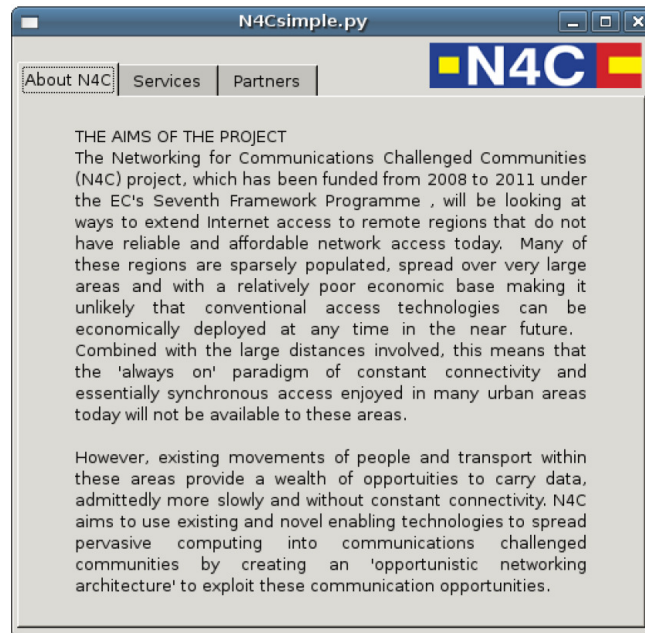 N4Csimple.py
N4C
About N4C Services Partners
THE AIMS OF THE PROJECT
The Networking for Communications Challenged Communities
(N4C) project, which has been funded from 2008 to 2011 under
the EC's Seventh Framework Programme , will be looking at
ways to extend Internet access to remote regions that do not
have reliable and affordable network access today. Many of
these regions are sparsely populated, spread over very large
areas and with a relatively poor economic base making it
unlikely that conventional access technologies can be
economically deployed at any time in the near future.
Combined with the large distances involved, this means that
the 'always on' paradigm of constant connectivity and
essentially synchronous access enjoyed in many urban areas
today will not be available to these areas.
However, existing movements of people and transport within
these areas provide a wealth of opportuities to carry data,
admittedly more slowly and without constant connectivity. N4C
aims to use existing and novel enabling technologies to spread
pervasive computing into communications challenged
communities by creating an 'opportunistic networking
architecture' to exploit these communication opportunities.